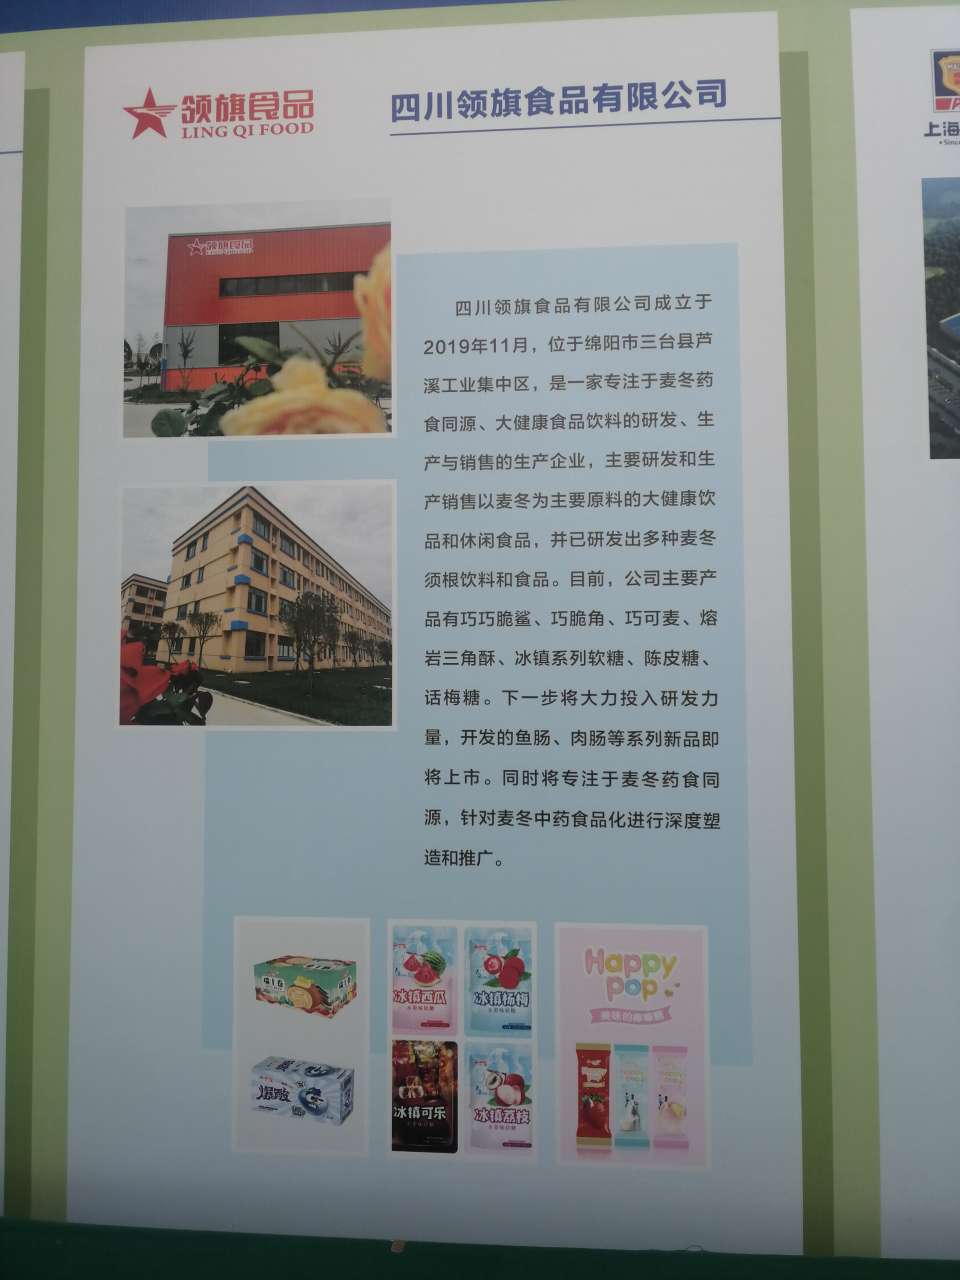 领旗食品
LING QI FOOD
四川领旗食品有限公司
领旗食品
四川领旗食品有限公司成立于
2019年11月，位于绵阳市三台县芦
溪工业集中区，是一家专注于麦冬药
食同源、大健康食品饮料的研发、生
产与销售的生产企业，主要研发和生
产销售以麦冬为主要原料的大健康饮
品和休闲食品，并已研发出多种麦冬
须根饮料和食品。目前，公司主要产
品有巧巧脆鲨、巧脆角、巧可麦、熔
岩三角酥、冰镇系列软糖、陈皮糖、
话梅糖。下一步将大力投入研发力
量，开发的鱼肠、肉肠等系列新品即
将上市。同时将专注于麦冬药食同
源，针对麦冬中药食品化进行深度塑
造和推广。
冰镇西瓜
冰镇杨梅
冰镇可乐
冰镇荔枝
Happy
pop
美味的棒棒糖
上海